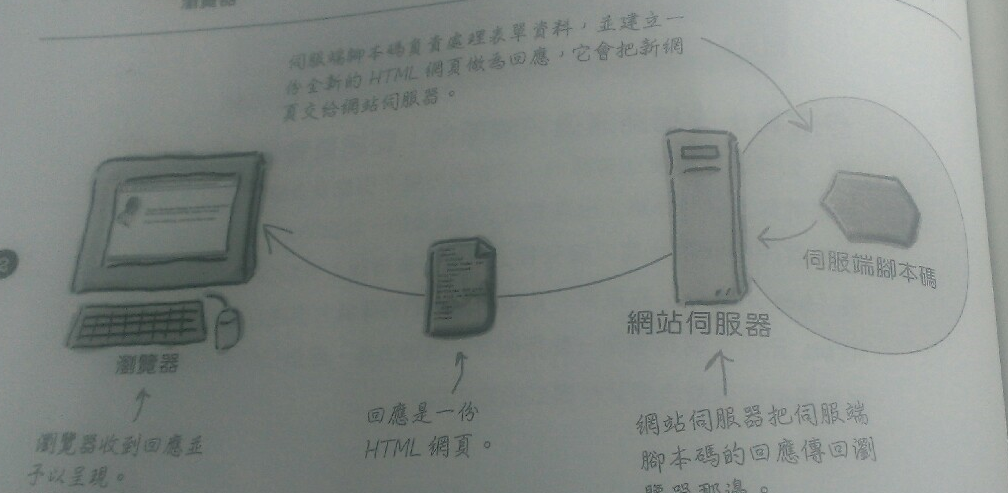 瀏覽器
伺服端腳本碼負責處理表單資料，並建立一
份全新的 HTML 網頁做為回應，它會把新網
頁交給網站伺服器。
伺服端腳本碼
網站伺服器
瀏覽器
回應是一份
HTML 網頁。
網站伺服器把伺服端
腳本碼的回應傳回瀏
覽器那邊。
瀏覽器收到回應並
予以呈現。